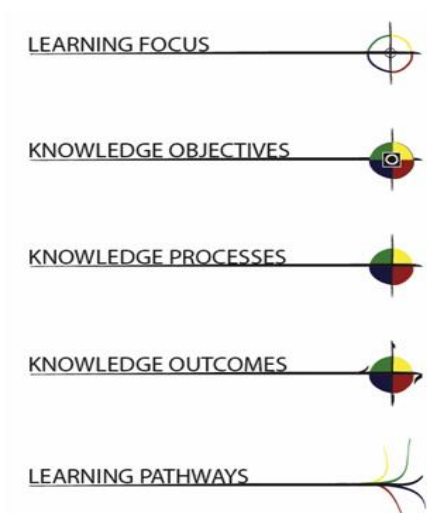 LEARNING FOCUS
KNOWLEDGE OBJECTIVES
KNOWLEDGE PROCESSES
KNOWLEDGE OUTCOMES
LEARNING PATHWAYS